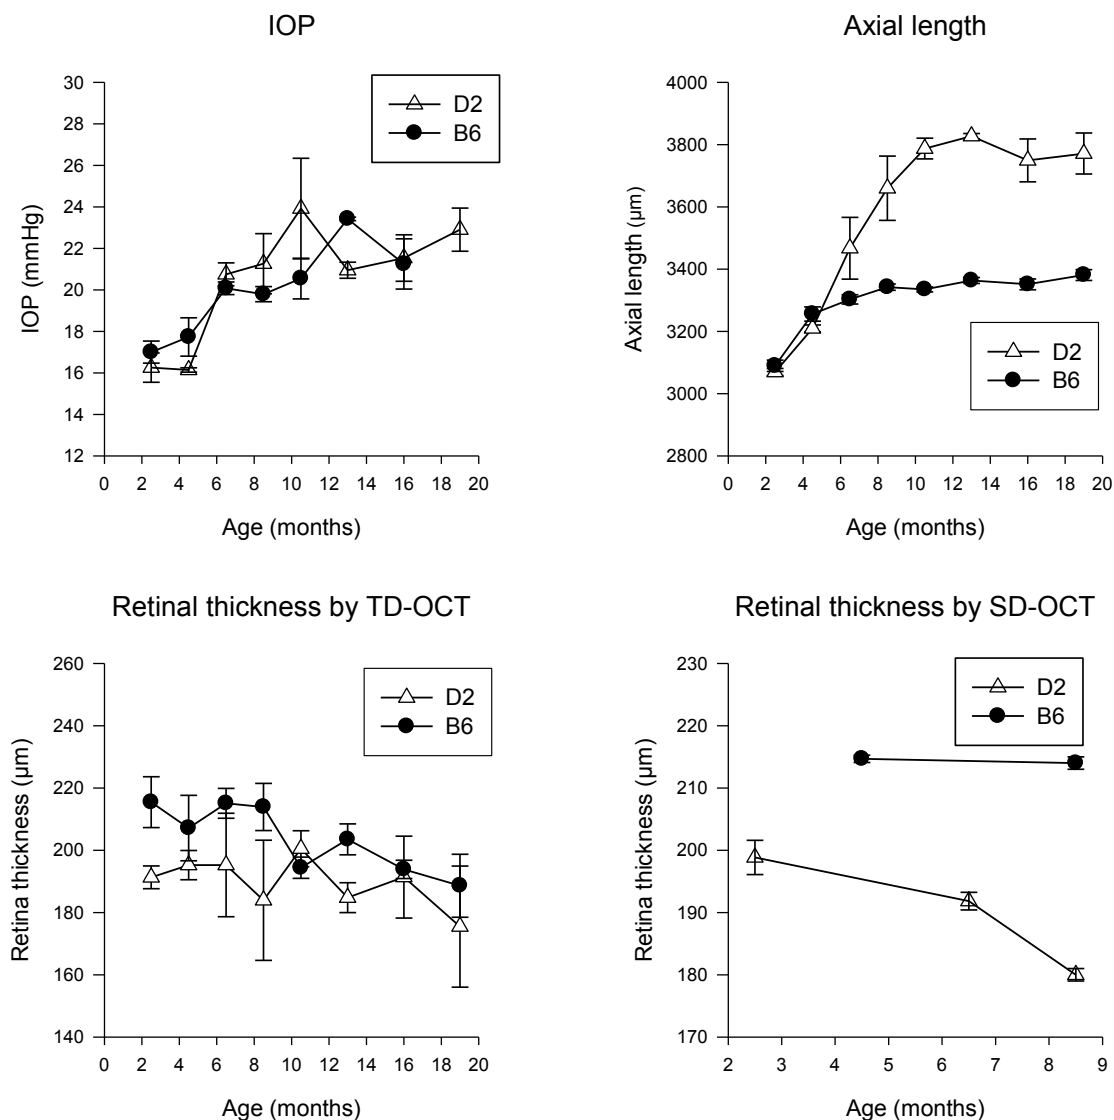 IOP
30
28
26
24
22
20
18
16
14
12
IOP (mmHg)
D2
B6
0 2 4 6 8 10 12 14 16 18 20
Age (months)
Axial length
4000
3800
3600
3400
3200
3000
2800
Axial length (µm)
D2
B6
0 2 4 6 8 10 12 14 16 18 20
Age (months)
Retinal thickness by TD-OCT
260
240
220
200
180
160
140
Retina thickness (µm)
D2
B6
0 2 4 6 8 10 12 14 16 18 20
Age (months)
Retinal thickness by SD-OCT
230
220
210
200
190
180
170
Retina thickness (µm)
D2
B6
2 3 4 5 6 7 8 9
Age (months)